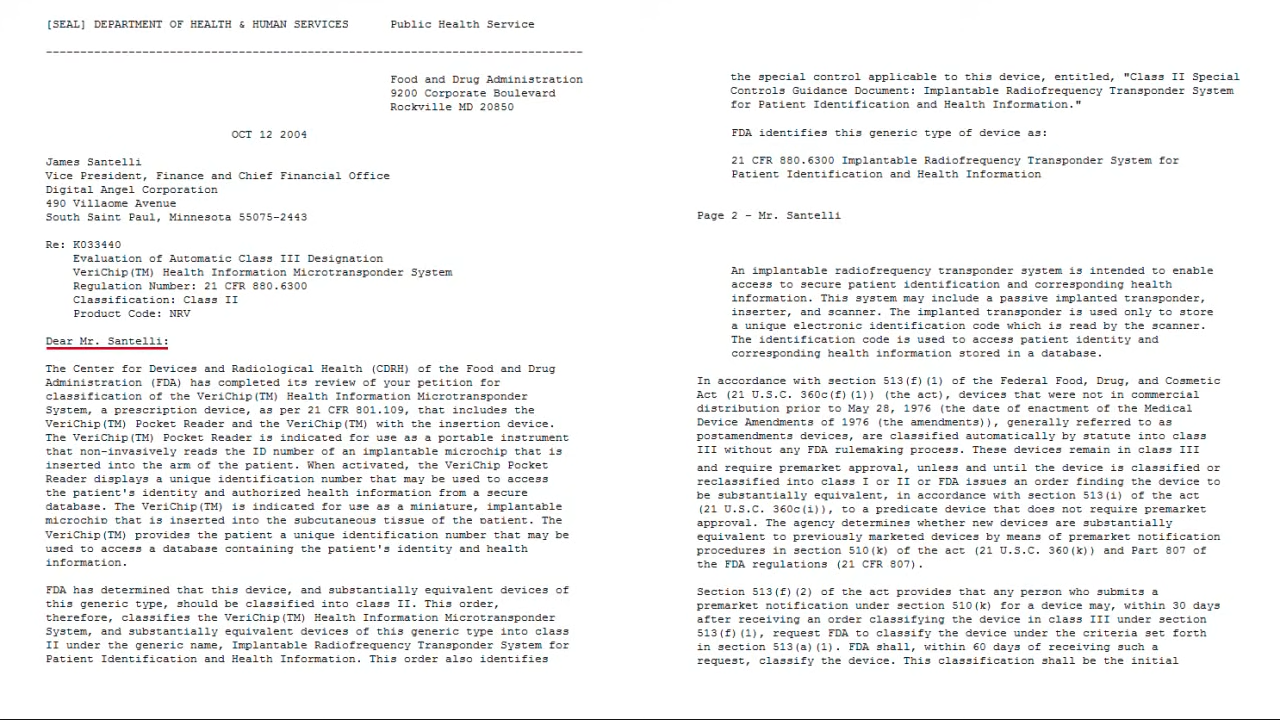 [SEAL] DEPARTMENT OF HEALTH & HUMAN SERVICES Public Health Service
-------------------------------------------------------------------------------
Food and Drug Administration
9200 Corporate Boulevard
Rockville MD 20850
OCT 12 2004
James Santelli
Vice President, Finance and Chief Financial Office
Digital Angel Corporation
490 Villaome Avenue
South Saint Paul, Minnesota 55075-2443
Re: K033440
Evaluation of Automatic Class III Designation
VeriChip(TM) Health Information Microtransponder System
Regulation Number: 21 CFR 880.6300
Classification: Class II
Product Code: NRV
Dear Mr. Santelli:
The Center for Devices and Radiological Health (CDRH) of the Food and Drug
Administration (FDA) has completed its review of your petition for
classification of the VeriChip(TM) Health Information Microtransponder
System, a prescription device, as per 21 CFR 801.109, that includes the
VeriChip(TM) Pocket Reader and the VeriChip(TM) with the insertion device.
The VeriChip(TM) Pocket Reader is indicated for use as a portable instrument
that non-invasively reads the ID number of an implantable microchip that is
inserted into the arm of the patient. When activated, the VeriChip Pocket
Reader displays a unique identification number that may be used to access
the patient's identity and authorized health information from a secure
database. The VeriChip(TM) is indicated for use as a miniature, implantable
microchip that is inserted into the subcutaneous tissue of the patient. The
VeriChip(TM) provides the patient a unique identification number that may be
used to access a database containing the patient's identity and health
information.
FDA has determined that this device, and substantially equivalent devices of
this generic type, should be classified into class II. This order,
therefore, classifies the VeriChip(TM) Health Information Microtransponder
System, and substantially equivalent devices of this generic type into class
II under the generic name, Implantable Radiofrequency Transponder System for
Patient Identification and Health Information. This order also identifies
the special control applicable to this device, entitled, "Class II Special
Controls Guidance Document: Implantable Radiofrequency Transponder System
for Patient Identification and Health Information."
FDA identifies this generic type of device as:
21 CFR 880.6300 Implantable Radiofrequency Transponder System for
Patient Identification and Health Information
Page 2 - Mr. Santelli
An implantable radiofrequency transponder system is intended to enable
access to secure patient identification and corresponding health
information. This system may include a passive implanted transponder,
inserter, and scanner. The implanted transponder is used only to store
a unique electronic identification code which is read by the scanner.
The identification code is used to access patient identity and
corresponding health information stored in a database.
In accordance with section 513(f)(1) of the Federal Food, Drug, and Cosmetic
Act (21 U.S.C. 360c(f)(1)) (the act), devices that were not in commercial
distribution prior to May 28, 1976 (the date of enactment of the Medical
Device Amendments of 1976 (the amendments)), generally referred to as
postamendments devices, are classified automatically by statute into class
III without any FDA rulemaking process. These devices remain in class III
and require premarket approval, unless and until the device is classified or
reclassified into class I or II or FDA issues an order finding the device to
be substantially equivalent, in accordance with section 513(i) of the act
(21 U.S.C. 360c(i)), to a predicate device that does not require premarket
approval. The agency determines whether new devices are substantially
equivalent to previously marketed devices by means of premarket notification
procedures in section 510(k) of the act (21 U.S.C. 360(k)) and Part 807 of
the FDA regulations (21 CFR 807).
Section 513(f)(2) of the act provides that any person who submits a
premarket notification under section 510(k) for a device may, within 30 days
after receiving an order classifying the device in class III under section
513(f)(1), request FDA to classify the device under the criteria set forth
in section 513(a)(1). FDA shall, within 60 days of receiving such a
request, classify the device. This classification shall be the initial